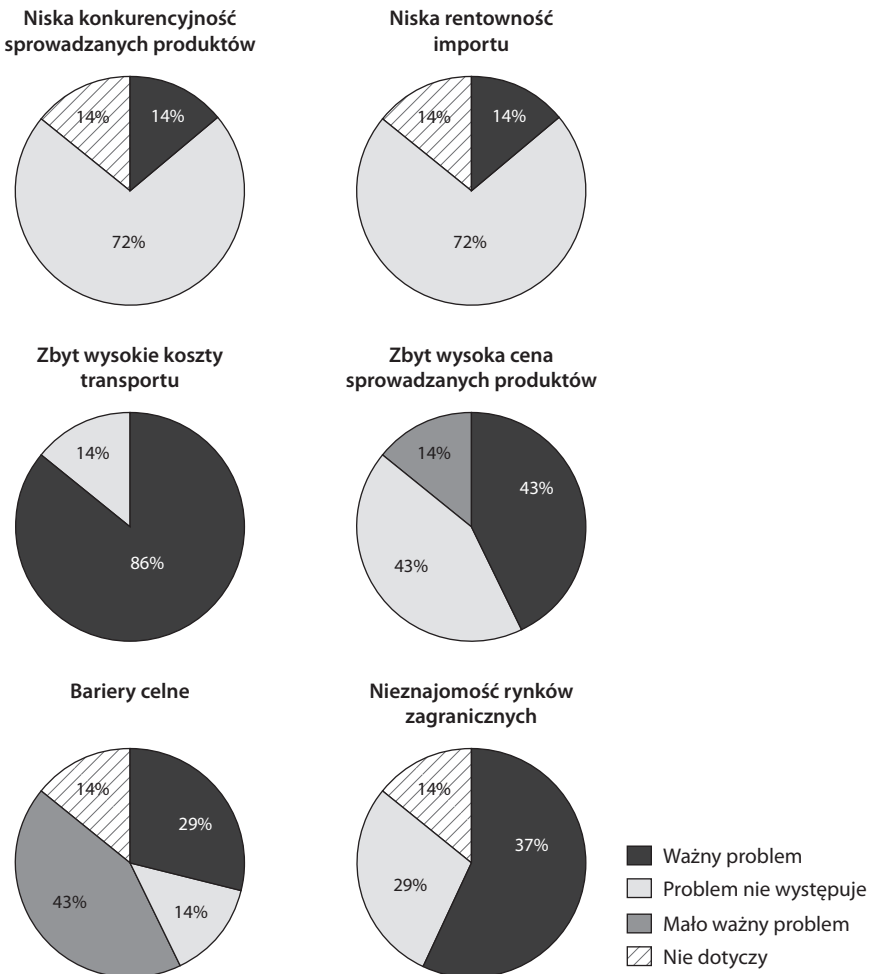 Niska konkurencyjność
sprowadzanych produktów
14%
14%
72%
Niska rentowność
importu
14%
14%
72%
Zbyt wysokie koszty
transportu
14%
86%
Zbyt wysoka cena
sprowadzanych produktów
14%
43%
43%
Bariery celne
14%
29%
43%
14%
Nieznajomość rynków
zagranicznych
14%
37%
29%
Ważny problem
Problem nie występuje
Mało ważny problem
Nie dotyczy